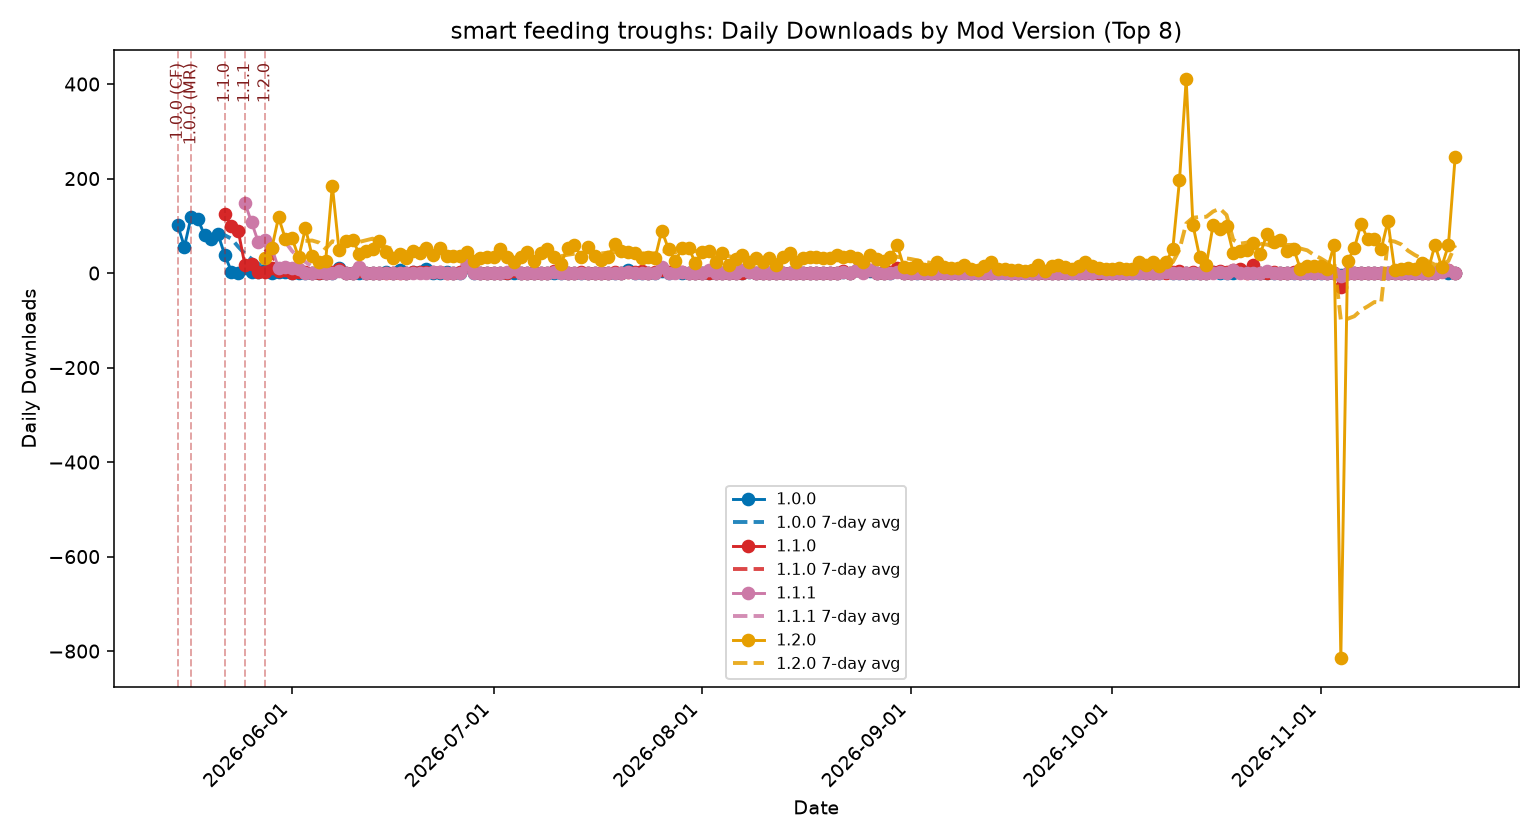 smart feeding troughs: Daily Downloads by Mod Version (Top 8)
1.0.0 (CF)
1.0.0 (MR)
1.1.0
1.1.1
1.2.0
Daily Downloads
400
200
0
−200
−400
−600
−800
1.0.0
1.0.0 7-day avg
1.1.0
1.1.0 7-day avg
1.1.1
1.1.1 7-day avg
1.2.0
1.2.0 7-day avg
2026-06-01
2026-07-01
2026-08-01
2026-09-01
2026-10-01
2026-11-01
Date